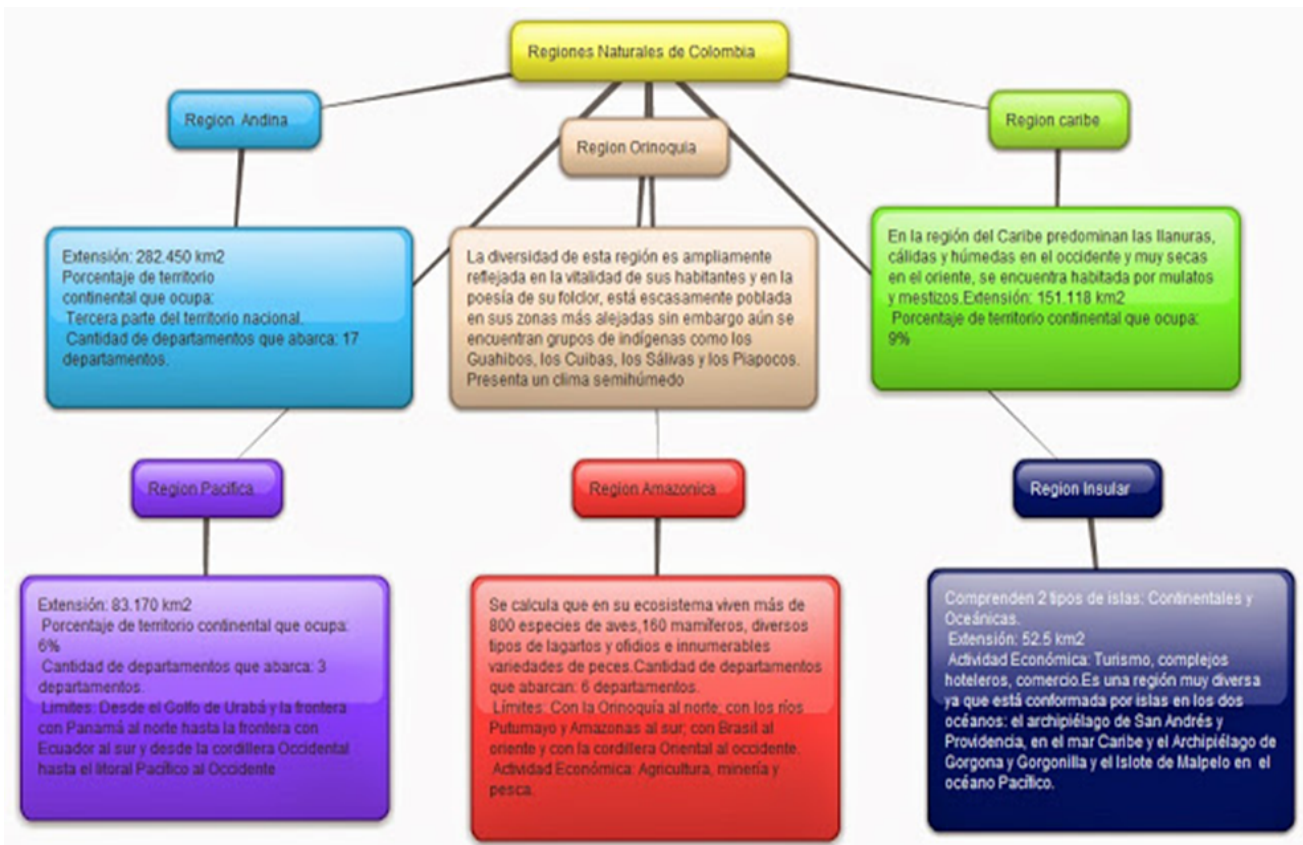 Regiones Naturales de Colombia
Region Andina
Region Orinoquia
Region caribe
Extensión: 282.450 km2
Porcentaje de territorio
continental que ocupa:
Tercera parte del territorio nacional.
Cantidad de departamentos que abarca: 17
departamentos.
La diversidad de esta región es ampliamente
reflejada en la vitalidad de sus habitantes y en la
poesía de su folclor, está escasamente poblada
en sus zonas más alejadas sin embargo aún se
encuentran grupos de indígenas como los
Guahibos, los Cuibas, los Sálivas y los Piapocos.
Presenta un clima semihúmedo
En la región del Caribe predominan las llanuras,
cálidas y húmedas en el occidente y muy secas
en el oriente, se encuentra habitada por mulatos
y mestizos.Extensión: 151.118 km2
Porcentaje de territorio continental que ocupa:
9%
Region Pacifica
Region Amazonica
Region Insular
Extensión: 83.170 km2
Porcentaje de territorio continental que ocupa:
6%
Cantidad de departamentos que abarca: 3
departamentos.
Límites: Desde el Golfo de Urabá y la frontera
con Panamá al norte hasta la frontera con
Ecuador al sur y desde la cordillera Occidental
hasta el litoral Pacífico al Occidente
Se calcula que en su ecosistema viven más de
800 especies de aves,160 mamíferos, diversos
tipos de lagartos y ofidios e innumerables
variedades de peces.Cantidad de departamentos
que abarcan: 6 departamentos.
Límites: Con la Orinoquía al norte; con los ríos
Putumayo y Amazonas al sur; con Brasil al
oriente y con la cordillera Oriental al occidente.
Actividad Económica: Agricultura, minería y
pesca.
Comprenden 2 tipos de islas: Continentales y
Oceánicas.
Extensión: 52.5 km2
Actividad Económica: Turismo, complejos
hoteleros, comercio.Es una región muy diversa
ya que está conformada por islas en los dos
océanos: el archipiélago de San Andrés y
Providencia, en el mar Caribe y el Archipiélago de
Gorgona y Gorgonilla y el Islote de Malpelo en el
océano Pacífico.